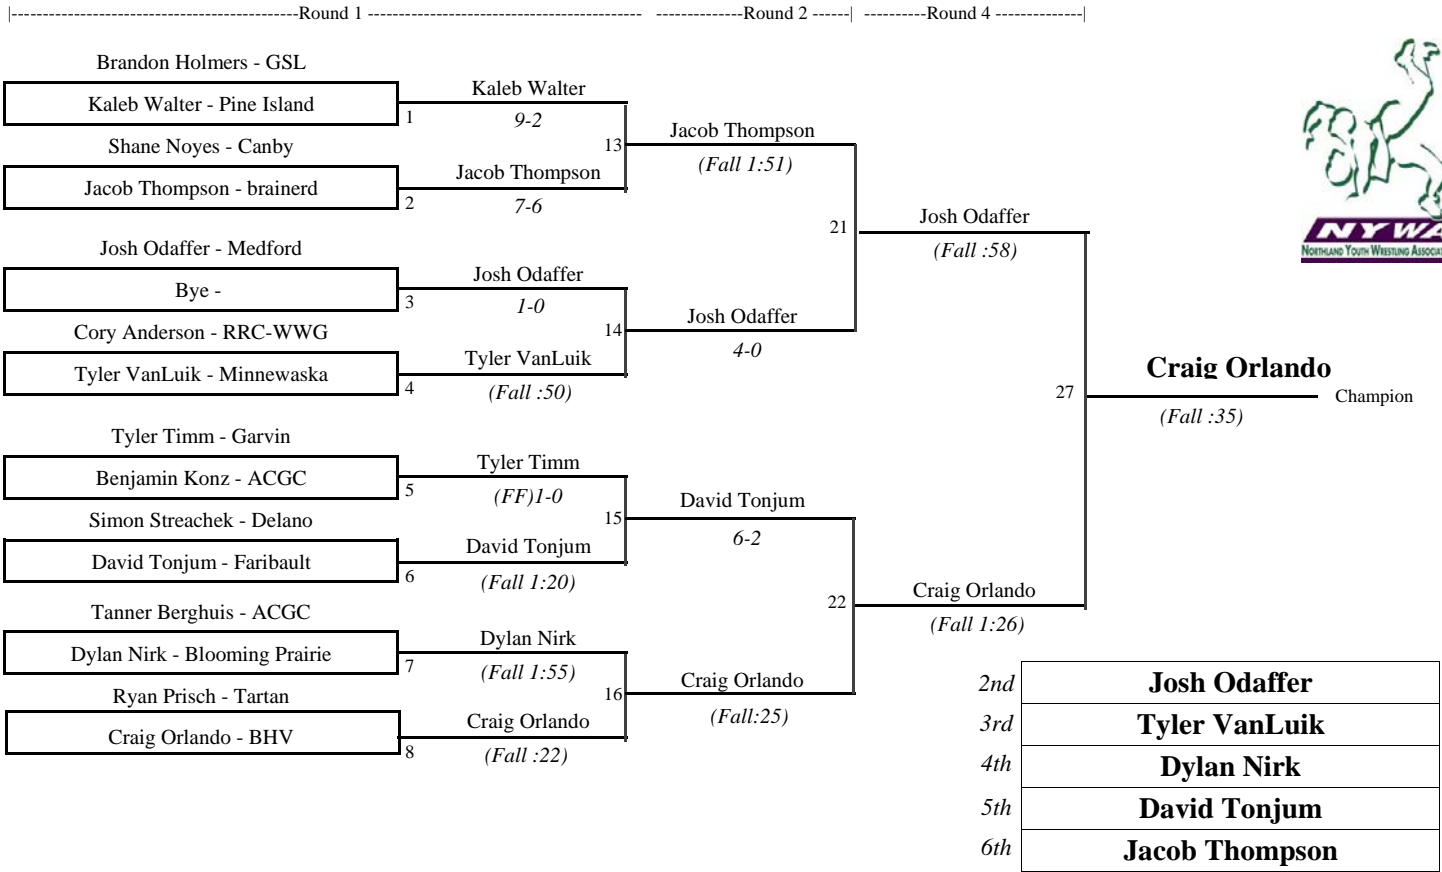 |-----------------------------------------------Round 1 --------------------------------------------- --------------Round 2 ------| ----------Round 4 --------------|
Brandon Holmers - GSL
Kaleb Walter - Pine Island
1
Shane Noyes - Canby
Jacob Thompson - brainerd
2
Josh Odaffer - Medford
Bye -
3
Cory Anderson - RRC-WWG
Tyler VanLuik - Minnewaska
4
Tyler Timm - Garvin
Benjamin Konz - ACGC
5
Simon Streachek - Delano
David Tonjum - Faribault
6
Tanner Berghuis - ACGC
Dylan Nirk - Blooming Prairie
7
Ryan Prisch - Tartan
Craig Orlando - BHV
8
Kaleb Walter
9-2
13
Jacob Thompson
7-6
Josh Odaffer
1-0
14
Tyler VanLuik
(Fall :50)
Tyler Timm
(FF)1-0
15
David Tonjum
(Fall 1:20)
Dylan Nirk
(Fall 1:55)
16
Craig Orlando
(Fall :22)
Jacob Thompson
(Fall 1:51)
21
Josh Odaffer
4-0
David Tonjum
6-2
22
Craig Orlando
(Fall:25)
Josh Odaffer
(Fall :58)
27
Craig Orlando
(Fall 1:26)
NYWA
NORTHLAND YOUTH WRESTLING ASSOCIAT
Craig Orlando
Champion
(Fall :35)
2nd Josh Odaffer
3rd Tyler VanLuik
4th Dylan Nirk
5th David Tonjum
6th Jacob Thompson